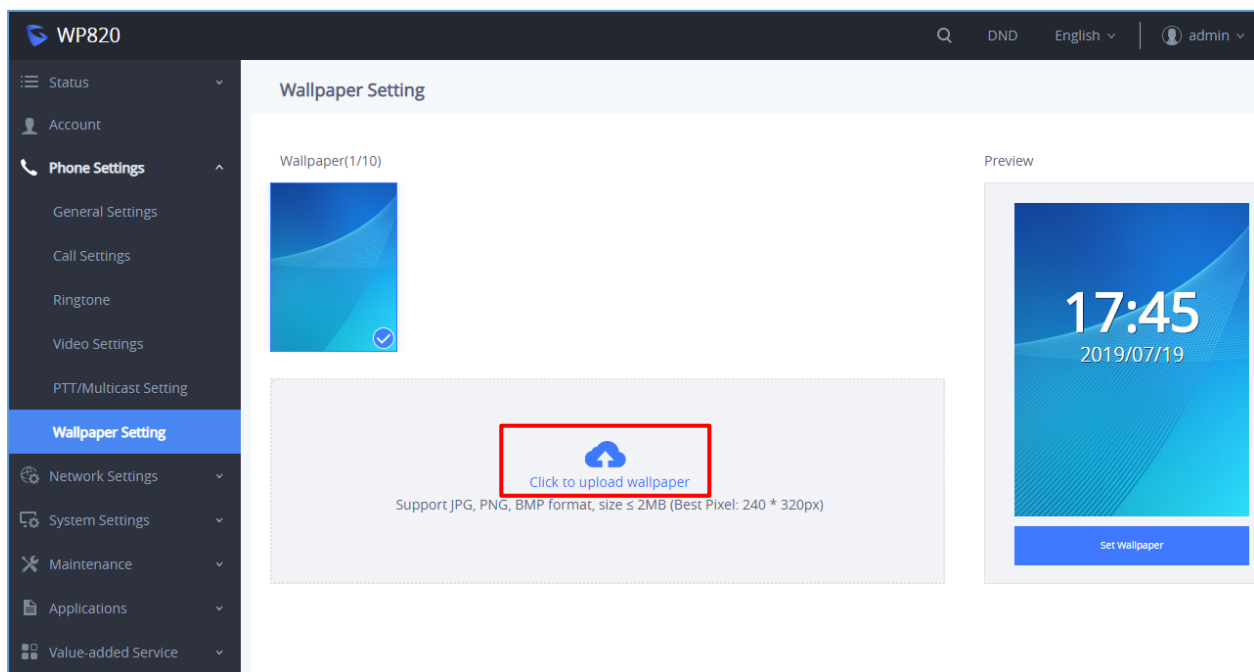 WP820
DND
English
admin
Status
Account
Phone Settings
General Settings
Call Settings
Ringtone
Video Settings
PTT/Multicast Setting
Wallpaper Setting
Network Settings
System Settings
Maintenance
Applications
Value-added Service
Wallpaper Setting
Wallpaper(1/10)
Click to upload wallpaper
Support JPG, PNG, BMP format, size ≤ 2MB (Best Pixel: 240 * 320px)
Preview
17:45
2019/07/19
Set Wallpaper